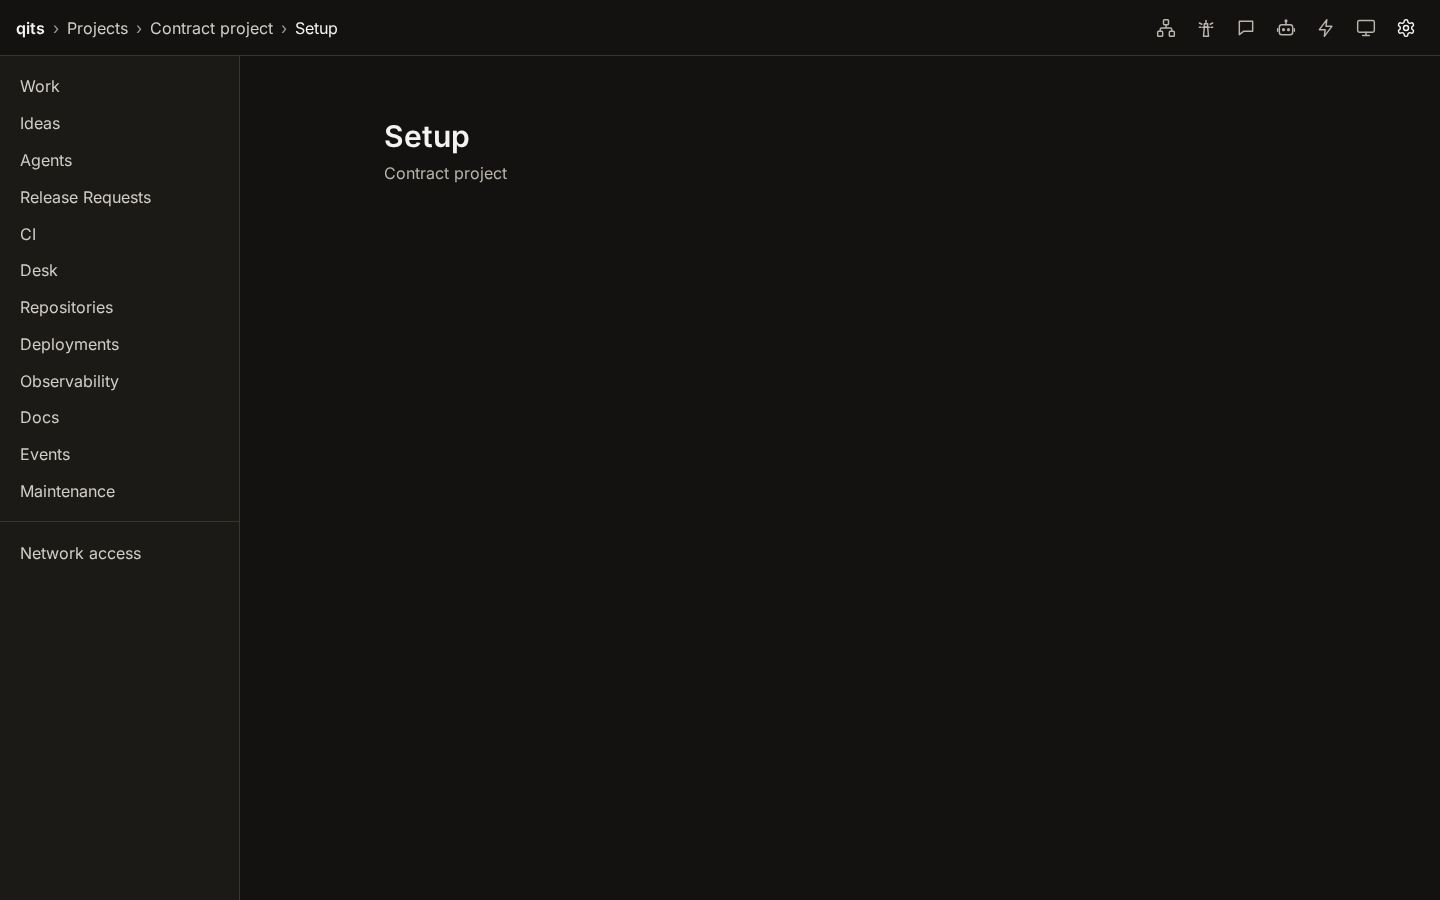 qits › Projects › Contract project › Setup
Work
Ideas
Agents
Release Requests
CI
Desk
Repositories
Deployments
Observability
Docs
Events
Maintenance
Network access
Setup
Contract project